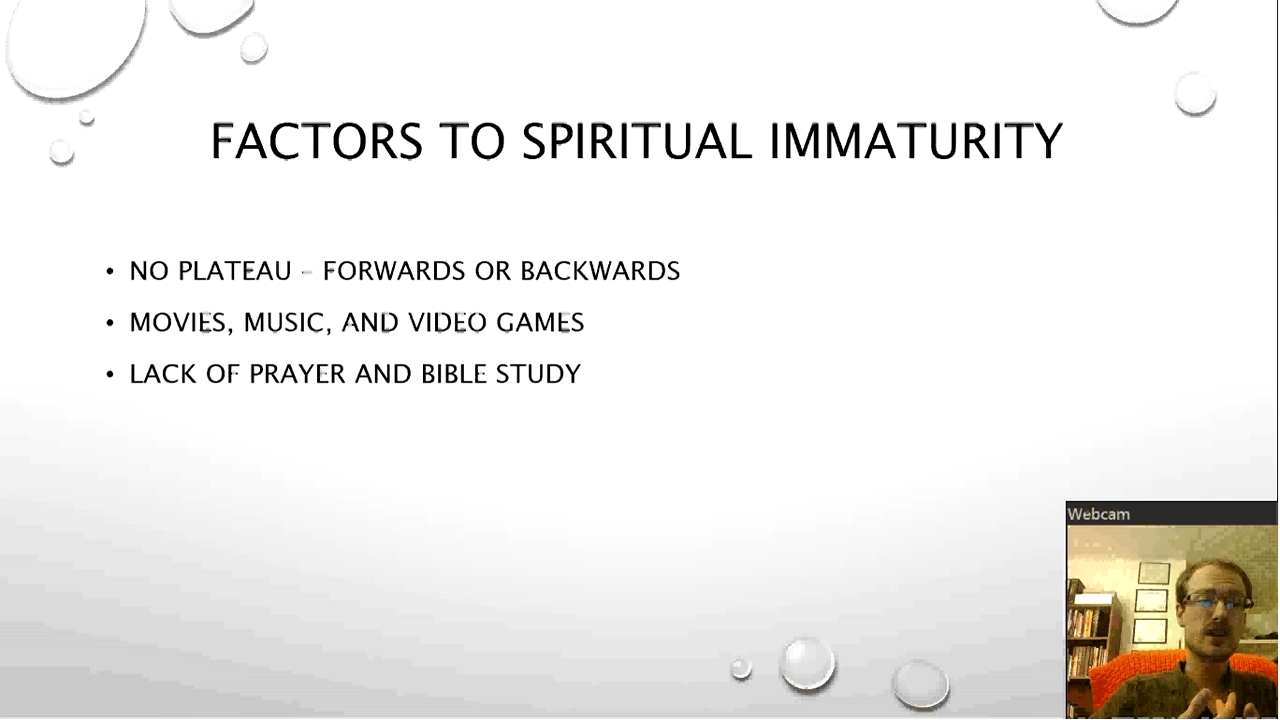 FACTORS TO SPIRITUAL IMMATURITY
• NO PLATEAU – FORWARDS OR BACKWARDS
• MOVIES, MUSIC, AND VIDEO GAMES
• LACK OF PRAYER AND BIBLE STUDY
Webcam